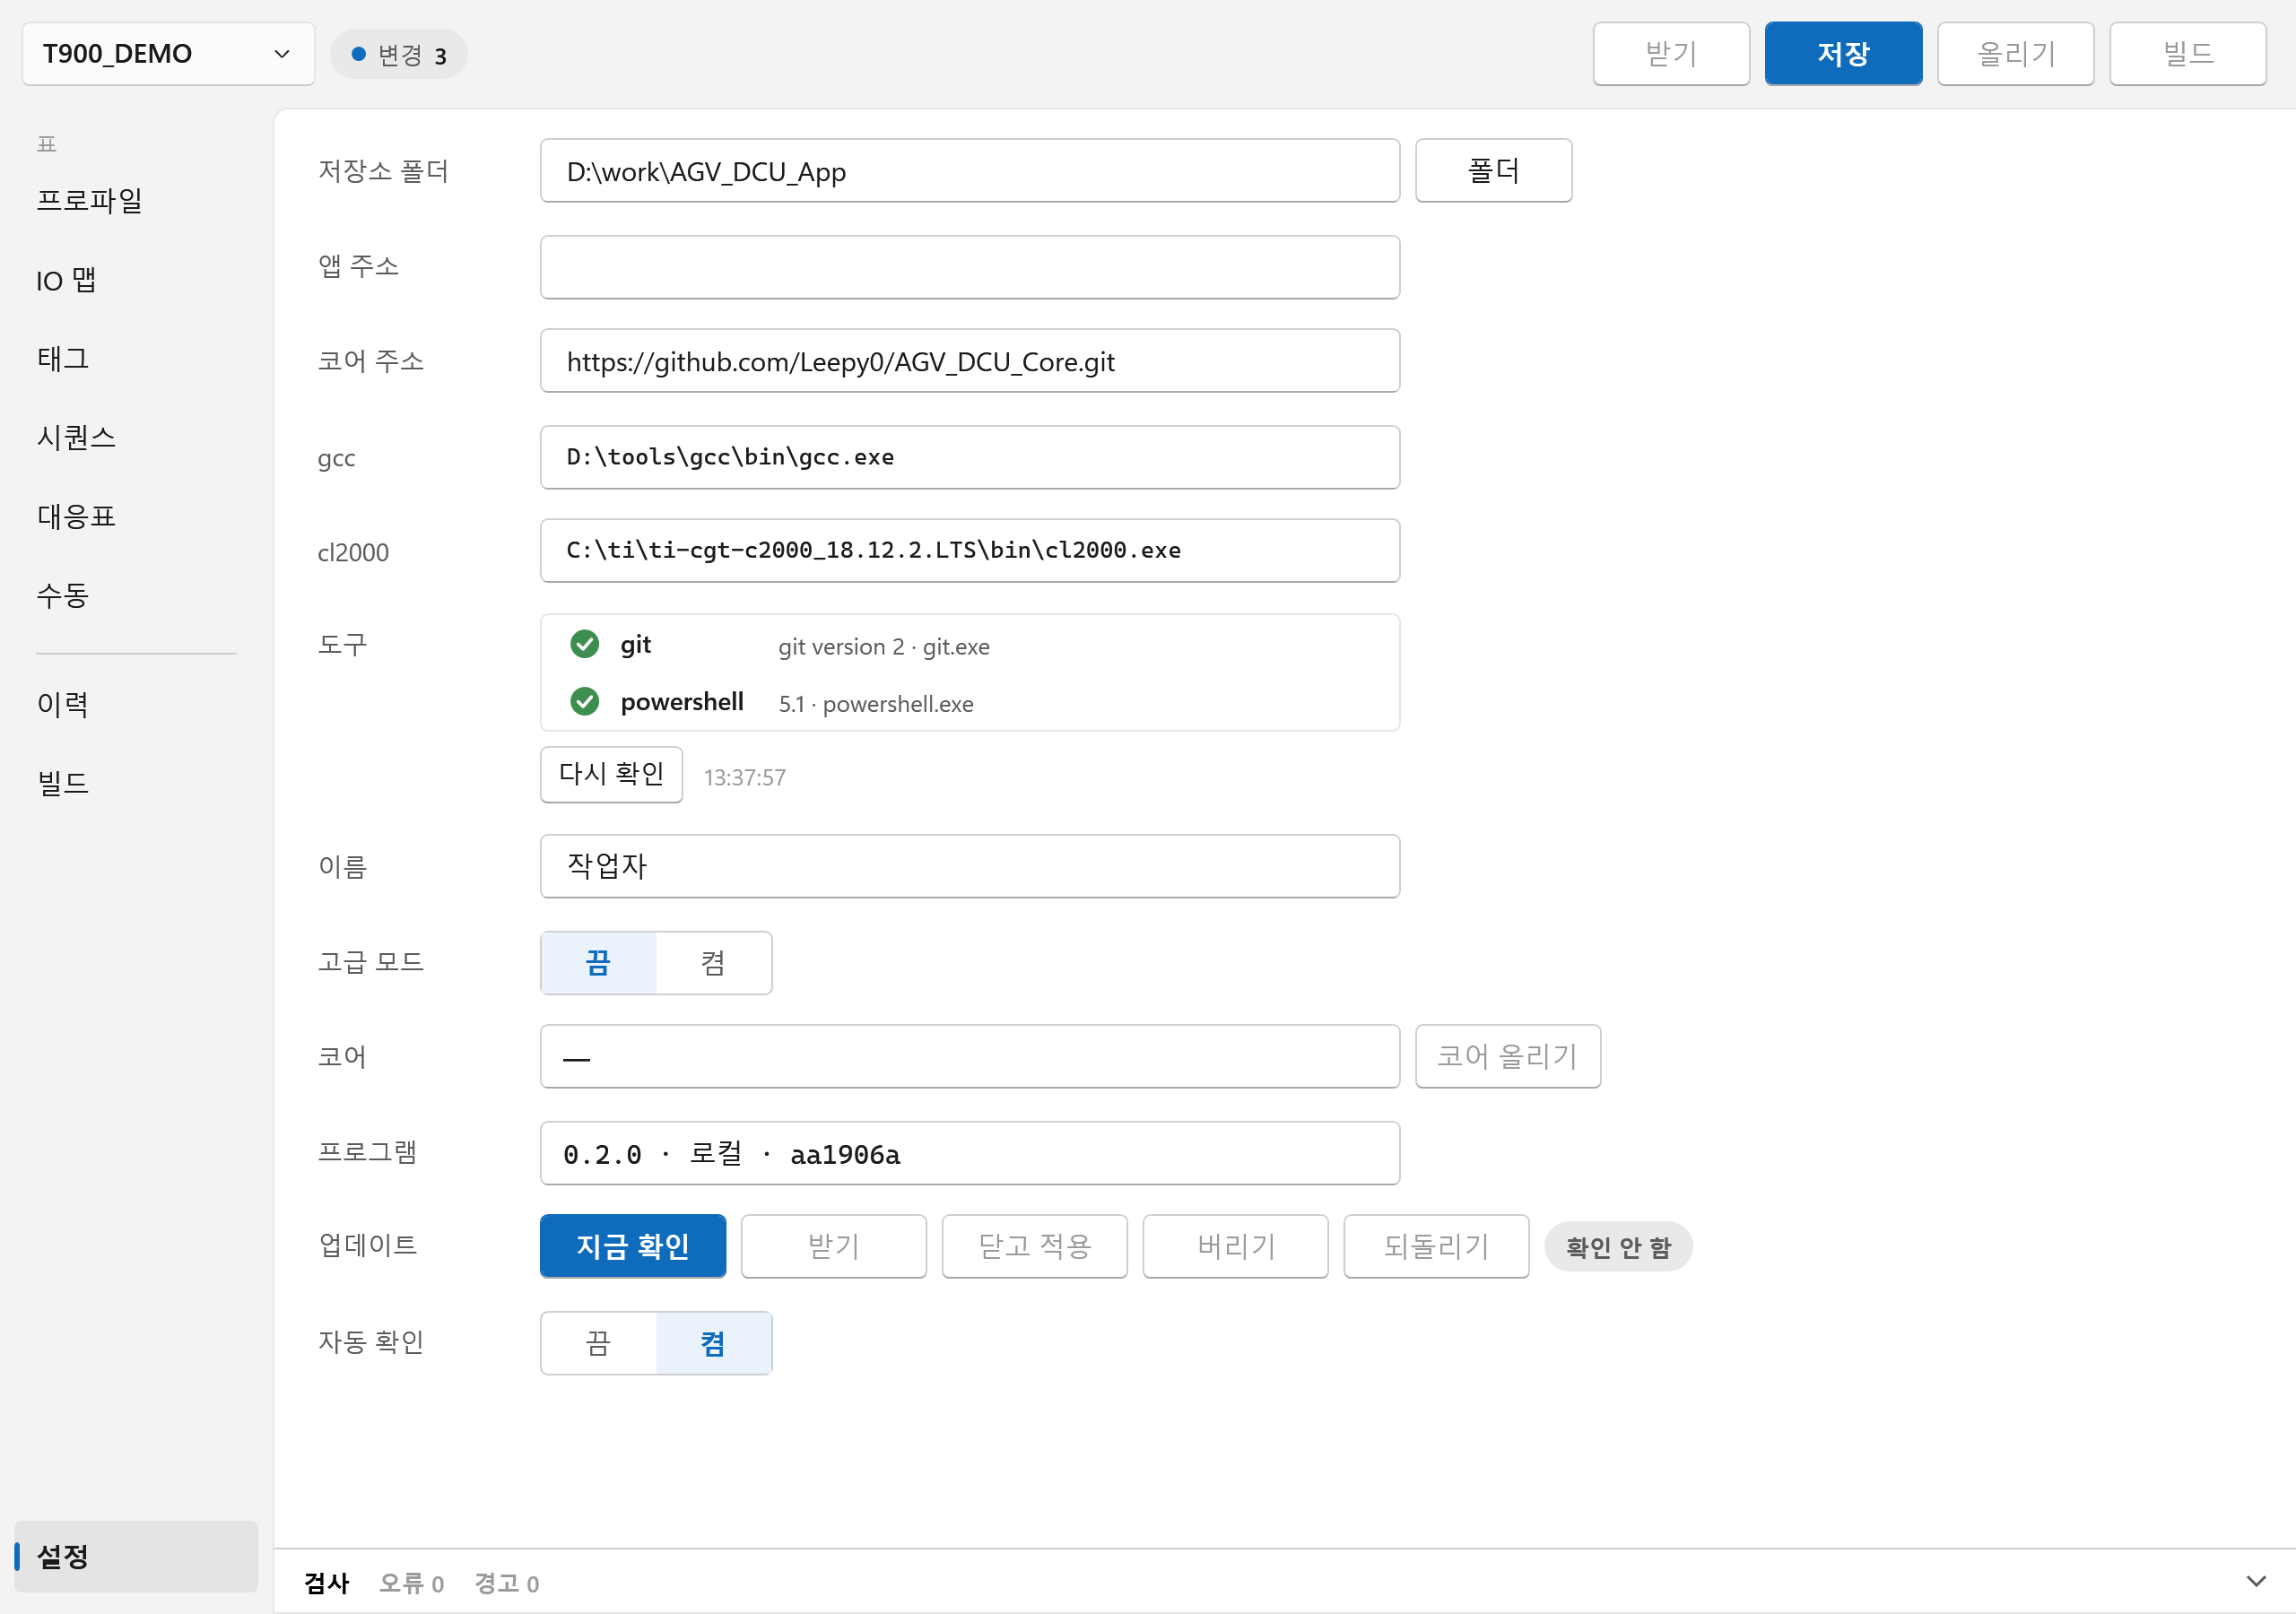 T900_DEMO
변경 3
받기
저장
올리기
빌드
표
프로파일
IO 맵
태그
시퀀스
대응표
수동
이력
빌드
설정
저장소 폴더
D:\work\AGV_DCU_App
폴더
앱 주소
코어 주소
https://github.com/Leepy0/AGV_DCU_Core.git
gcc
D:\tools\gcc\bin\gcc.exe
cl2000
C:\ti\ti-cgt-c2000_18.12.2.LTS\bin\cl2000.exe
도구
git
git version 2 · git.exe
powershell
5.1 · powershell.exe
다시 확인
13:37:57
이름
작업자
고급 모드
끔
켬
코어
—
코어 올리기
프로그램
0.2.0 · 로컬 · aa1906a
업데이트
지금 확인
받기
닫고 적용
버리기
되돌리기
확인 안 함
자동 확인
끔
켬
검사
오류 0
경고 0